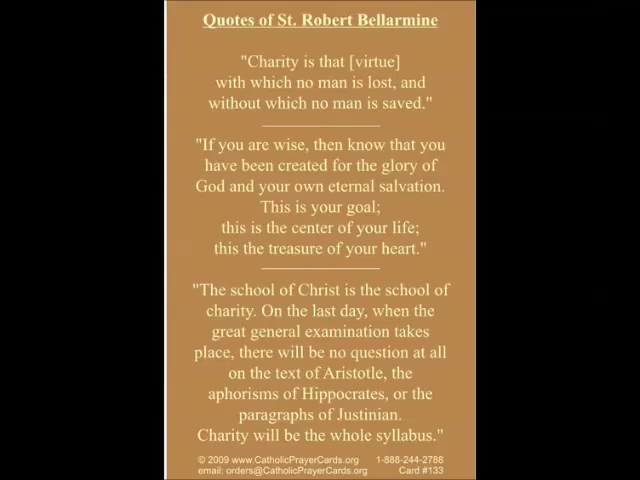 Quotes of St. Robert Bellarmine
"Charity is that [virtue]
with which no man is lost, and
without which no man is saved."
"If you are wise, then know that you
have been created for the glory of
God and your own eternal salvation.
This is your goal;
this is the center of your life;
this the treasure of your heart."
"The school of Christ is the school of
charity. On the last day, when the
great general examination takes
place, there will be no question at all
on the text of Aristotle, the
aphorisms of Hippocrates, or the
paragraphs of Justinian.
Charity will be the whole syllabus."
© 2009 www.CatholicPrayerCards.org 1-888-244-2788
email: orders@CatholicPrayerCards.org Card #133